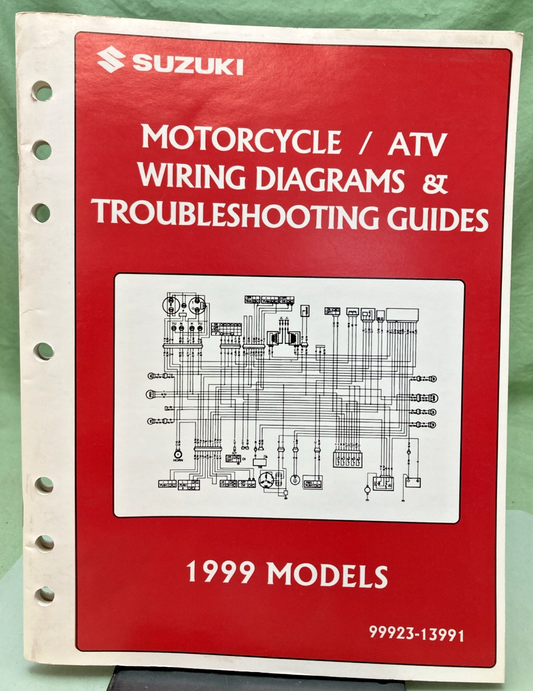 SUZUKI
MOTORCYCLE / ATV
WIRING DIAGRAMS &
TROUBLESHOOTING GUIDES
1999 MODELS
99923-13991